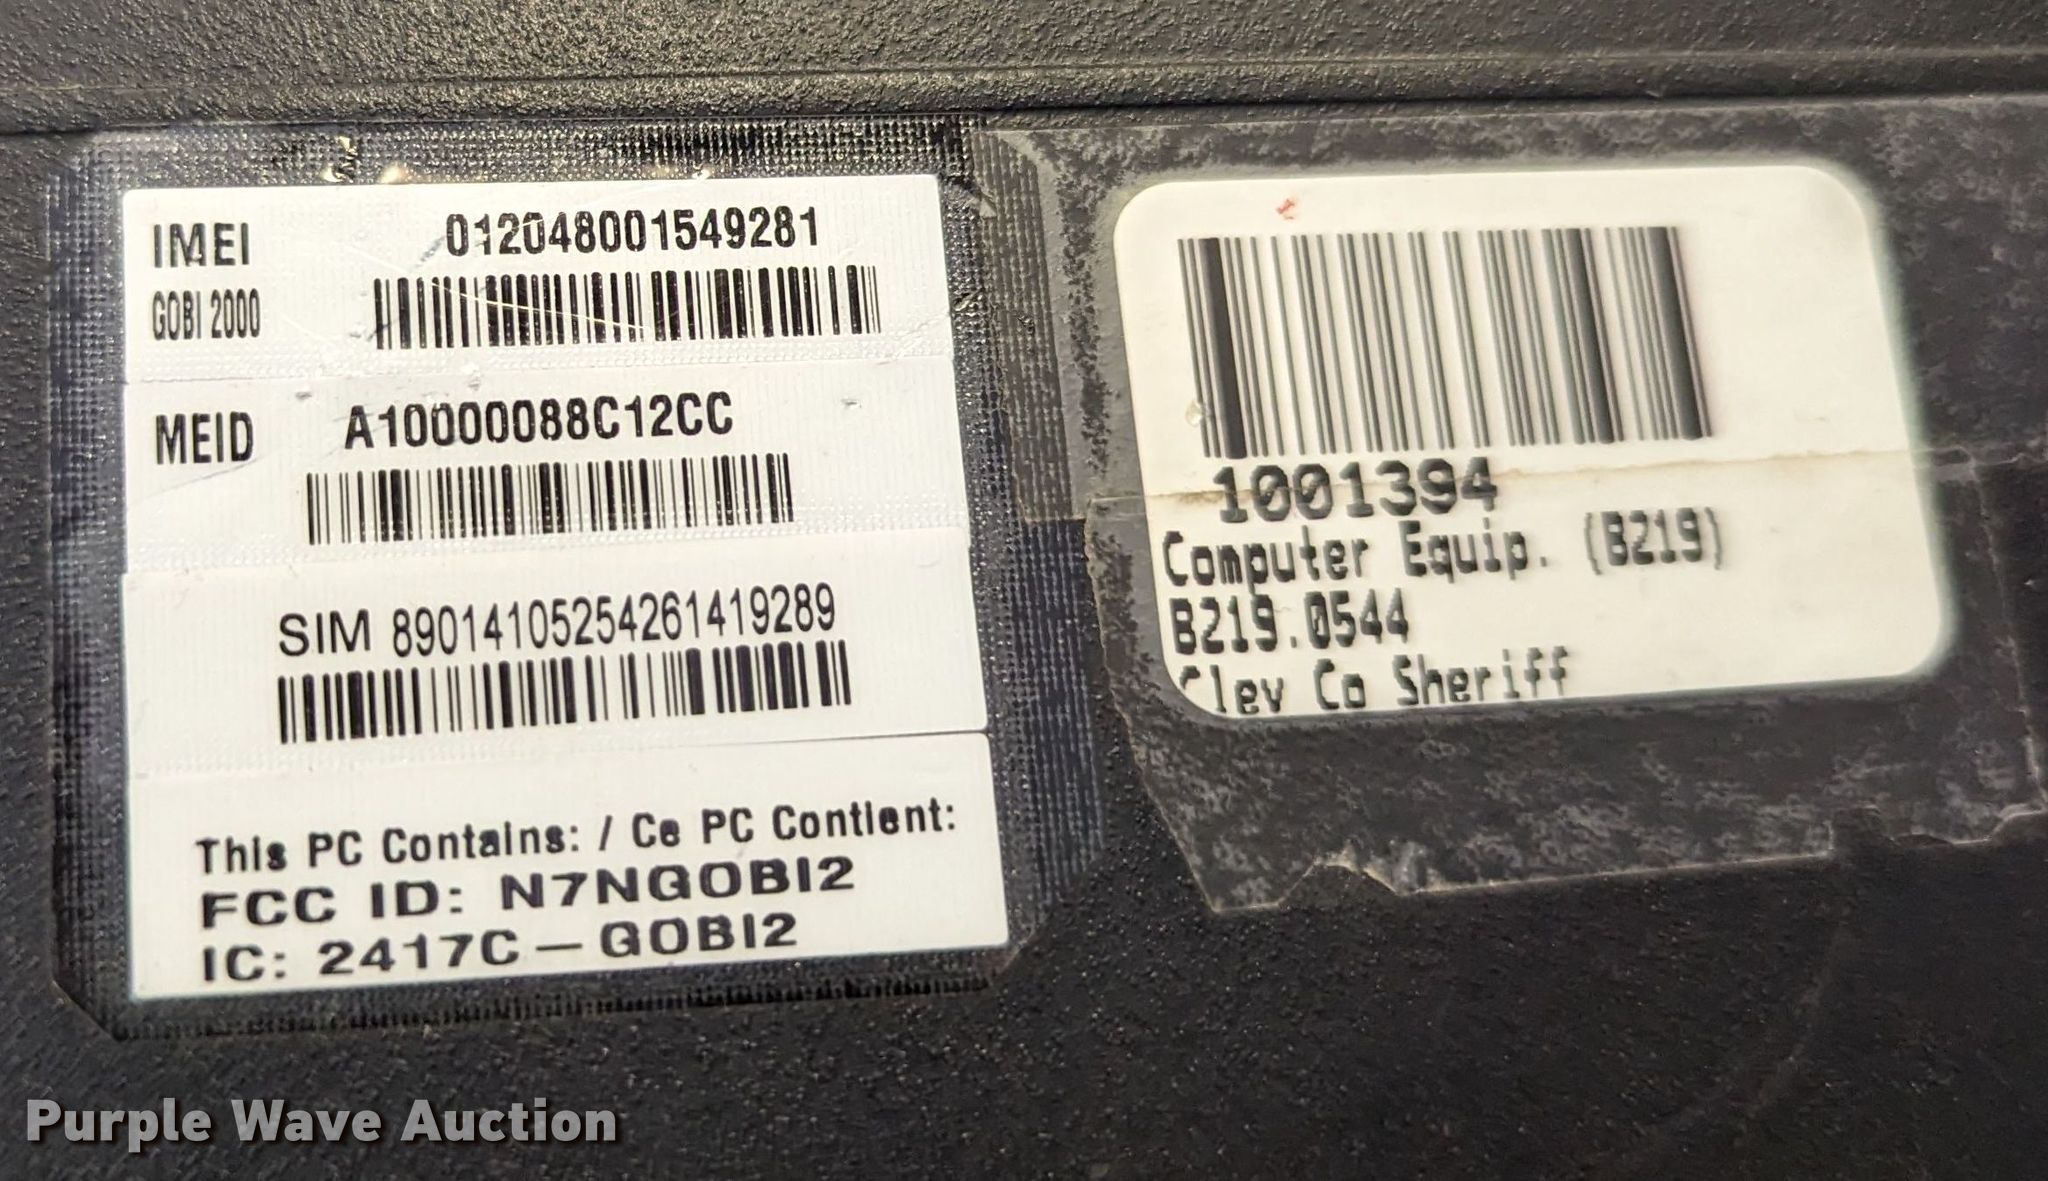 IMEI 012048001549281
GOBI 2000
MEID A10000088C12CC
SIM 89014105254261419289
This PC Contains: / Ce PC Contient:
FCC ID: N7NGOBI2
IC: 2417C-GOBI2
1001394
Computer Equip. (B219)
B219.0544
Clev Co Sheriff
Purple Wave Auction